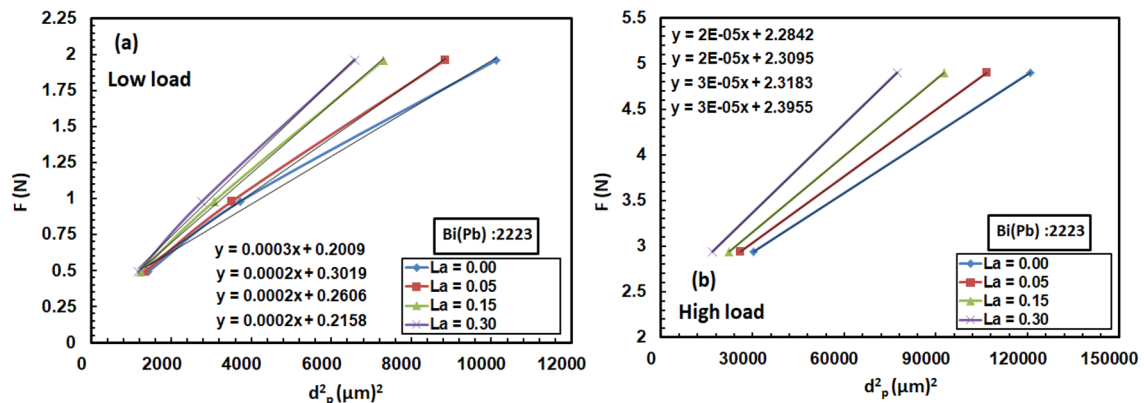 (a)
Low load
F (N)
2.25
2
1.75
1.5
1.25
1
0.75
0.5
0.25
0
y = 0.0003x + 0.2009
y = 0.0002x + 0.3019
y = 0.0002x + 0.2606
y = 0.0002x + 0.2158
Bi(Pb) :2223
La = 0.00
La = 0.05
La = 0.15
La = 0.30
0 2000 4000 6000 8000 10000 12000
d²ₚ (µm)²
5.5
5
4.5
4
3.5
3
2.5
2
F (N)
y = 2E-05x + 2.2842
y = 2E-05x + 2.3095
y = 3E-05x + 2.3183
y = 3E-05x + 2.3955
Bi(Pb) :2223
(b)
High load
La = 0.00
La = 0.05
La = 0.15
La = 0.30
0 30000 60000 90000 120000 150000
d²ₚ (µm)²